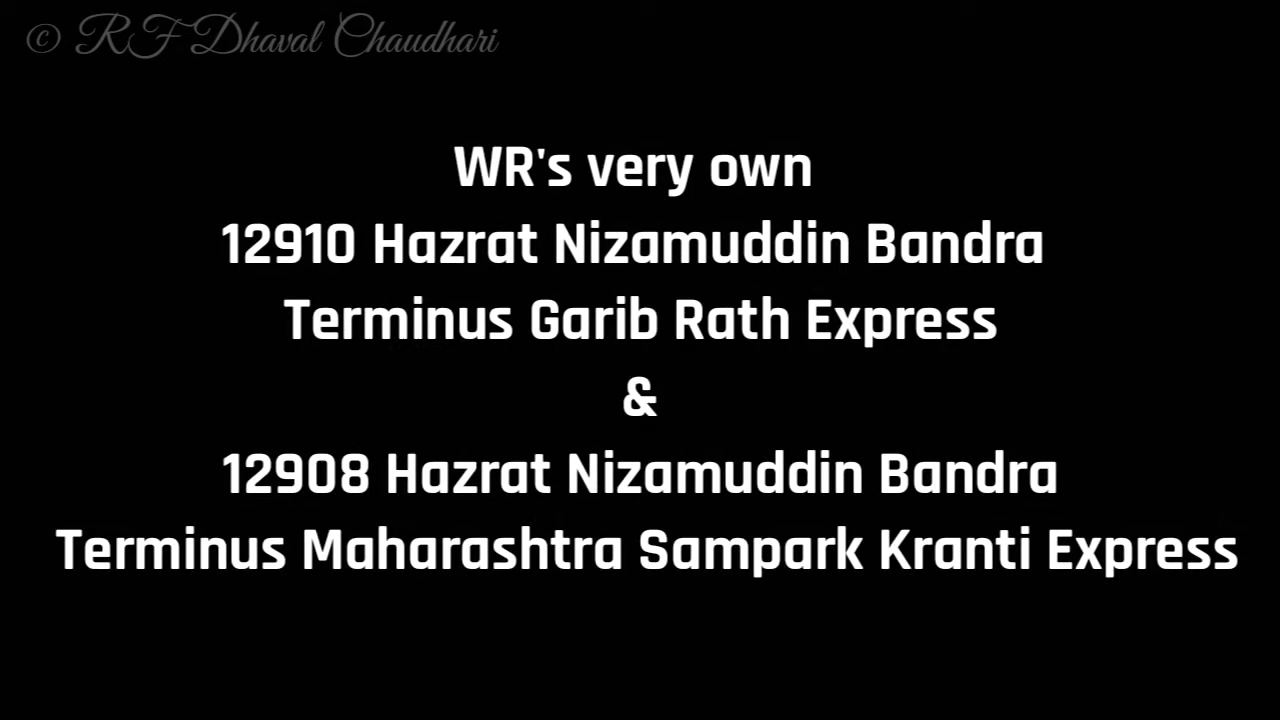 © RF Dhaval Chaudhari
WR's very own
12910 Hazrat Nizamuddin Bandra
Terminus Garib Rath Express
&
12908 Hazrat Nizamuddin Bandra
Terminus Maharashtra Sampark Kranti Express